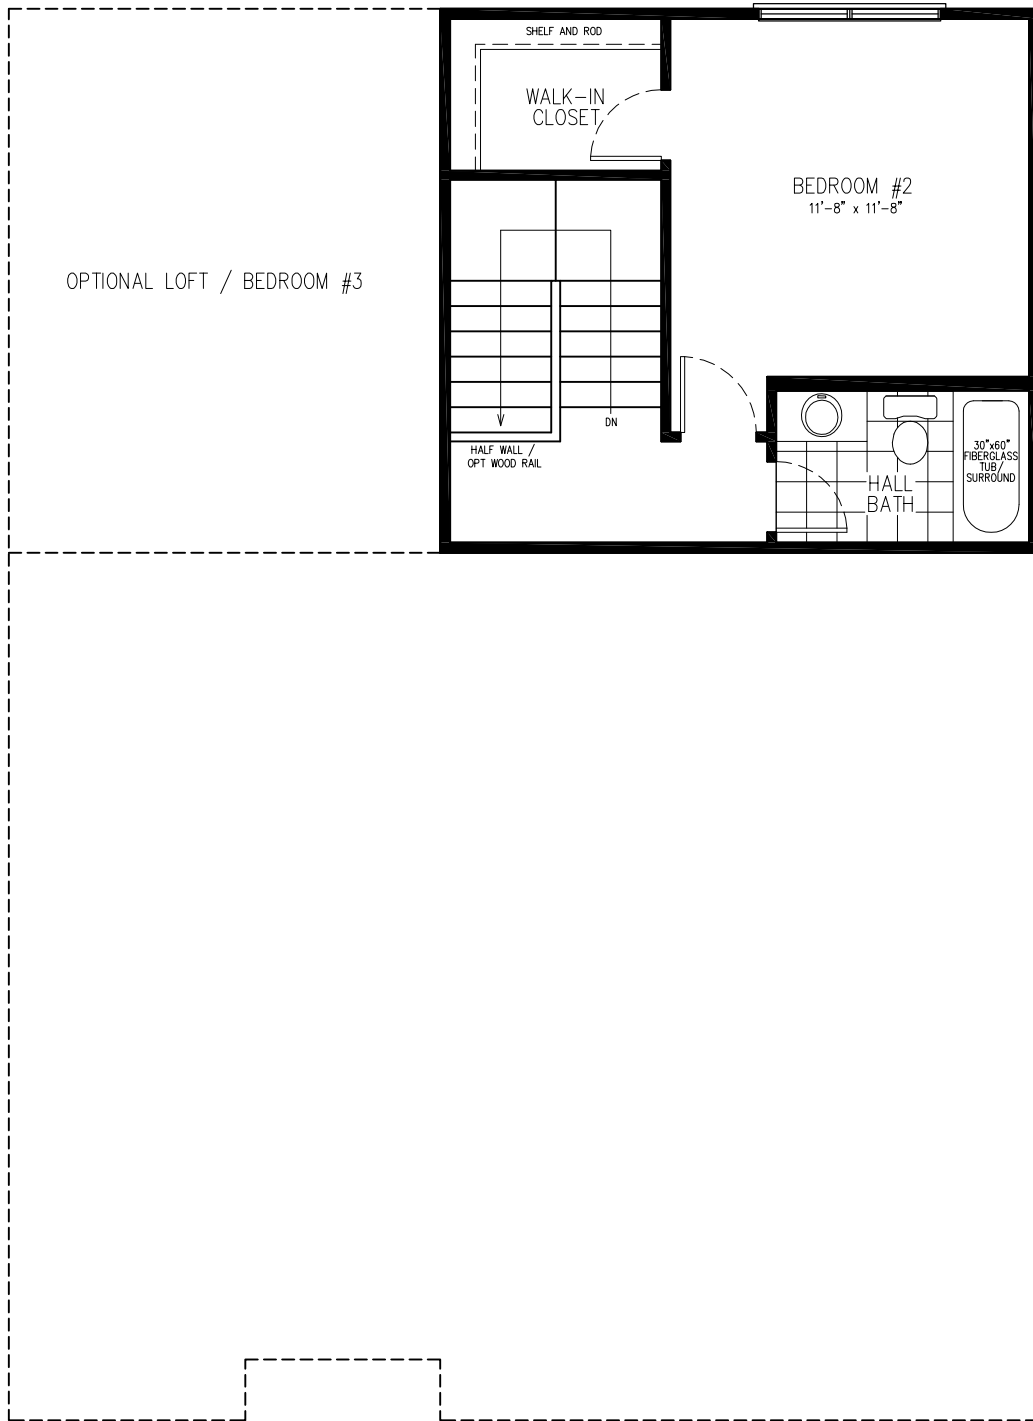 SHELF AND ROD
WALK-IN
CLOSET
BEDROOM #2
11'-8" x 11'-8"
OPTIONAL LOFT / BEDROOM #3
DN
HALF WALL /
OPT WOOD RAIL
30"x60"
FIBERGLASS
TUB/
SURROUND
HALL
BATH